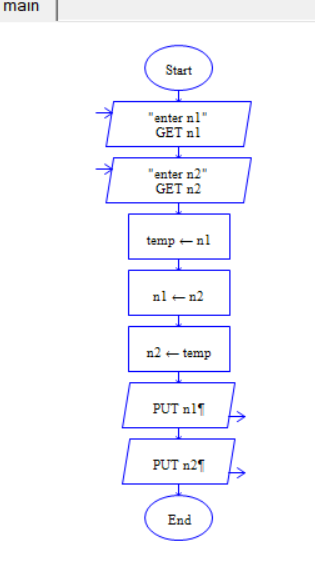 main
Start
"enter n1"
GET n1
"enter n2"
GET n2
temp ← n1
n1 ← n2
n2 ← temp
PUT n1¶
PUT n2¶
End